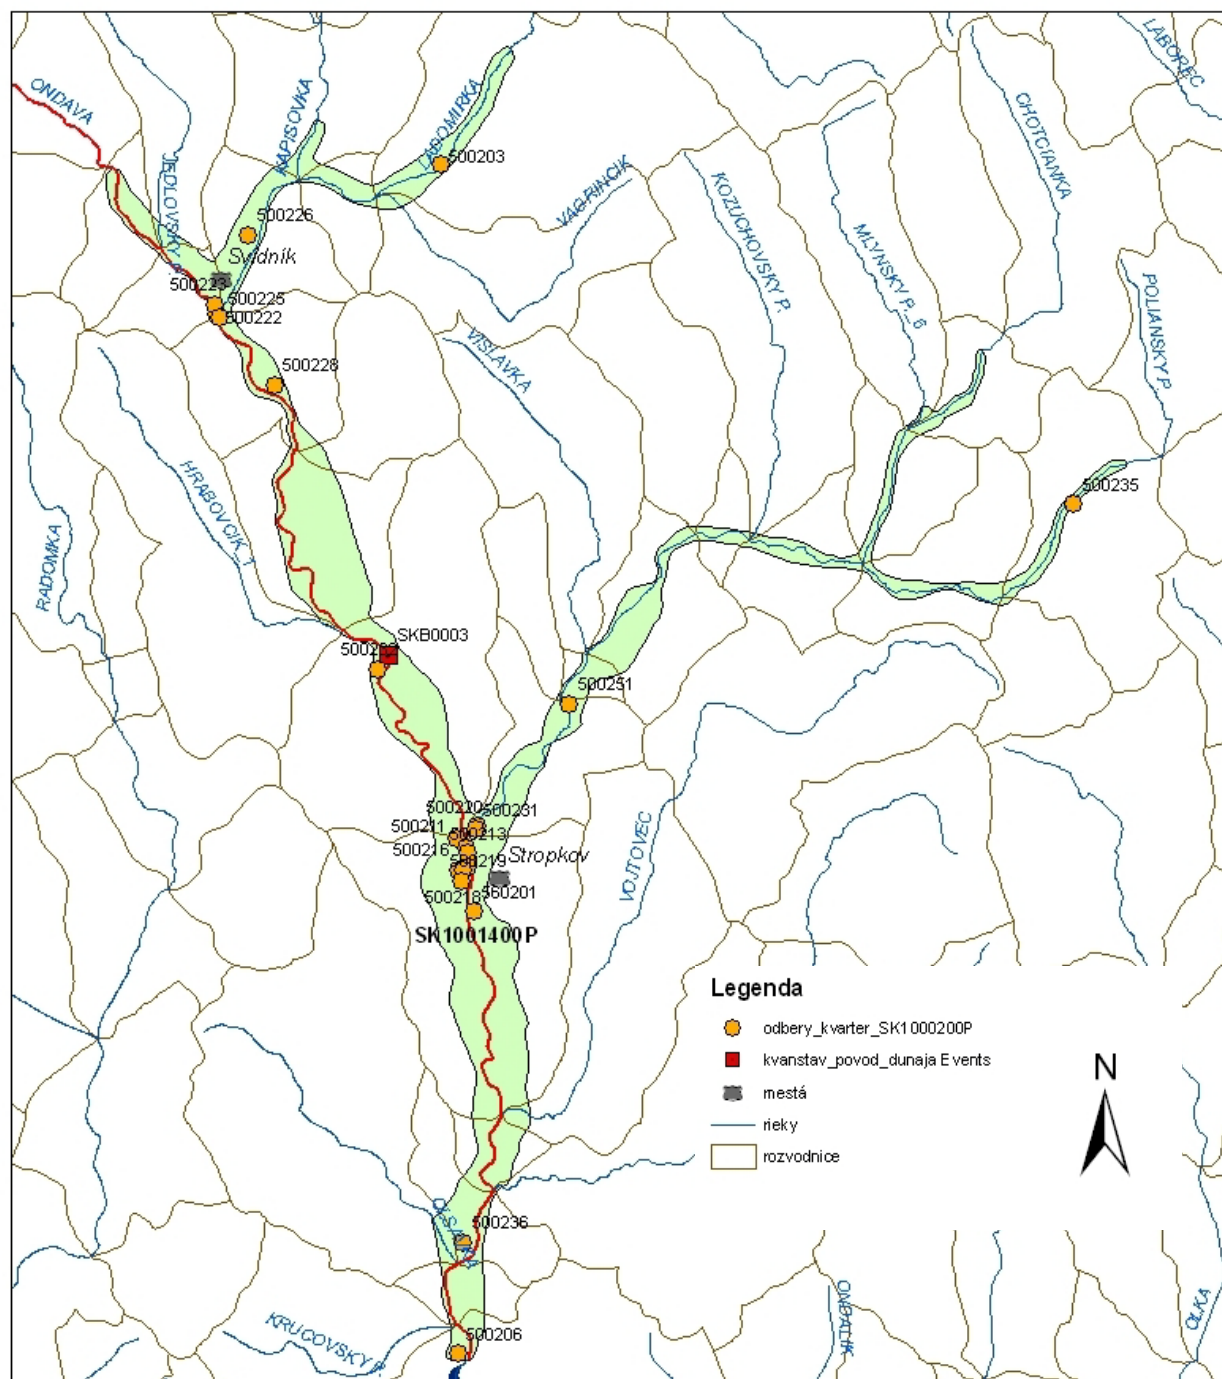 LABOREC
ONDAVA
KAPISOVKA
LADOMIRKA
CHOTCIANKA
500203
VAGRINCIK
KOZUCHOVSKY P.
500226
MLYNSKY P._6
Svidník
500223
500225
500222
POLIANSKY P.
VISLAVKA
500228
HRABOVCIK_1
500235
RADOMKA
SKB0003
500251
500231
500211
500213
500216
Stropkov
500219
500218
560201
VOJTOVEC
SK1001400P
Legenda
odbery_kvarter_SK1000200P
kvanstav_povod_dunaja Events
mestá
rieky
rozvodnice
N
500236
ONDALIK
OLKA
KRUCOVSKY P.
500206